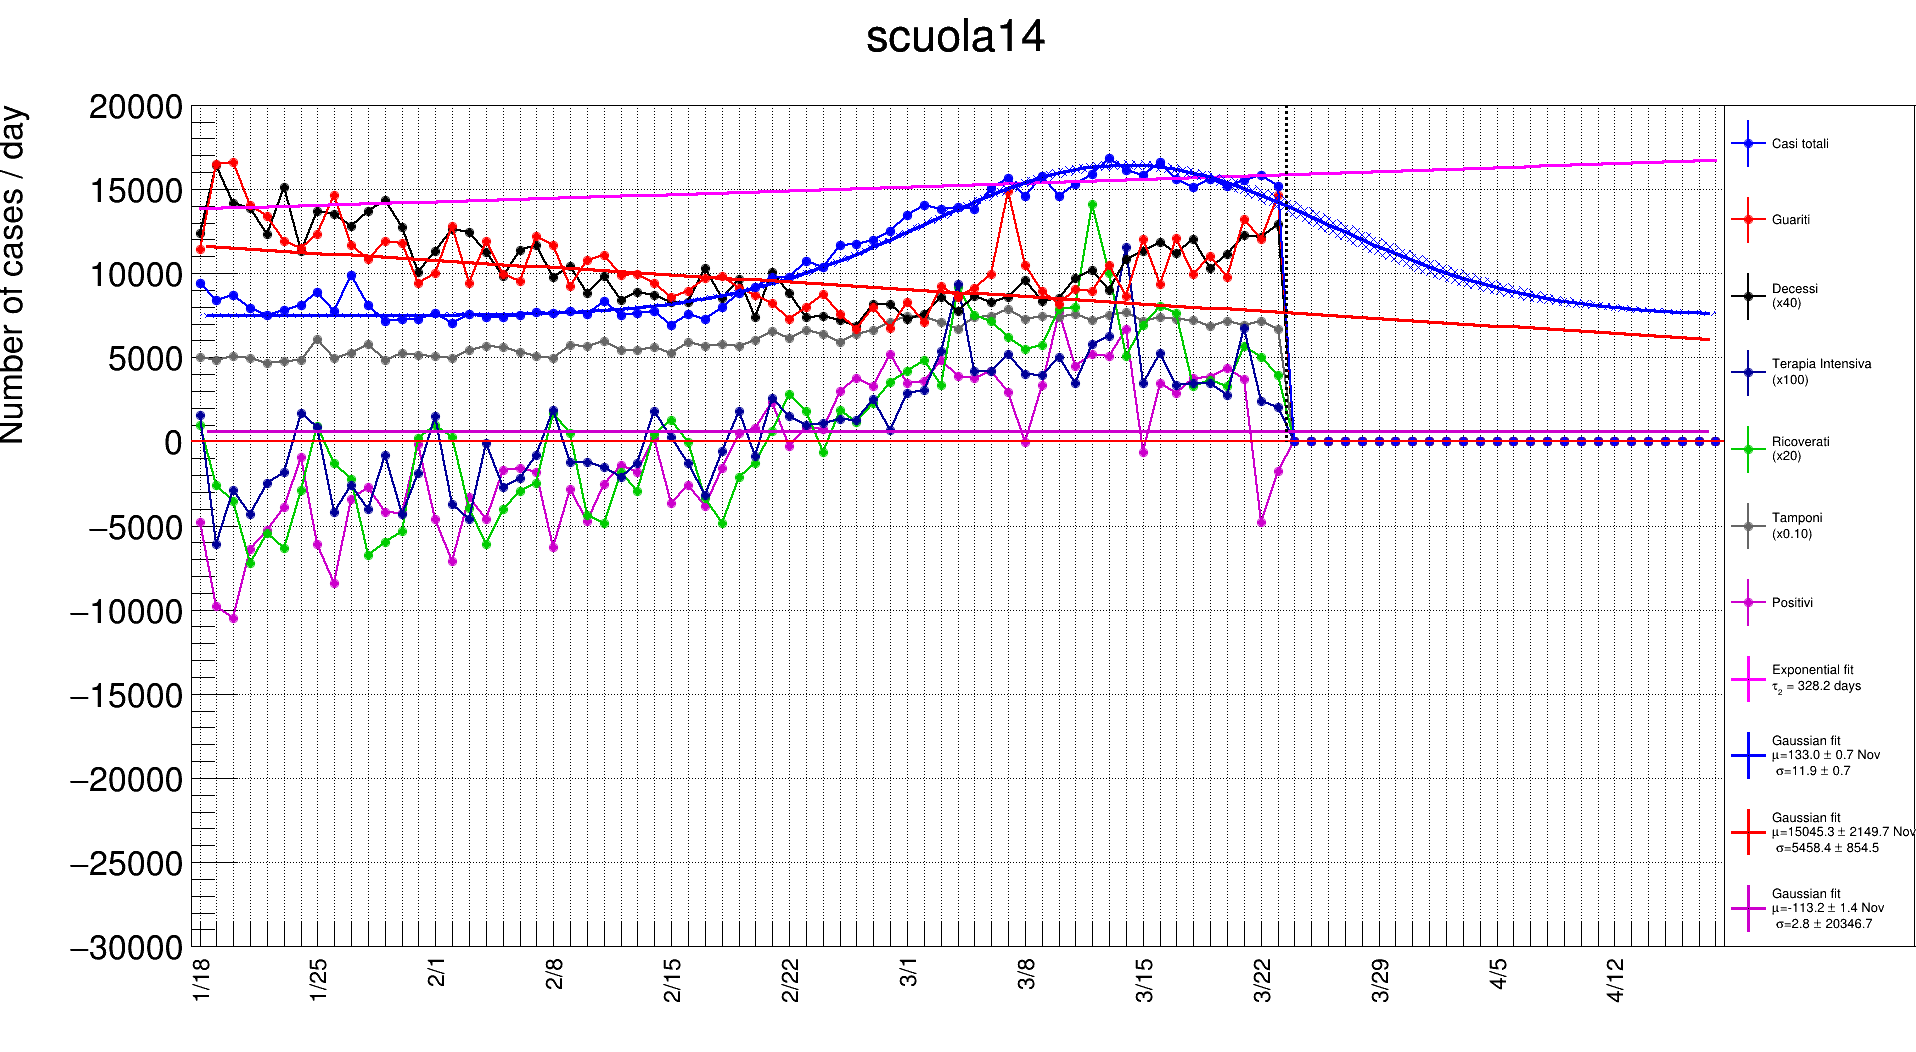 scuola14
Number of cases / day
20000
15000
10000
5000
0
−5000
−10000
−15000
−20000
−25000
−30000
1/18
1/25
2/1
2/8
2/15
2/22
3/1
3/8
3/15
3/22
3/29
4/5
4/12
Casi totali
Guariti
Decessi
(x40)
Terapia Intensiva
(x100)
Ricoverati
(x20)
Tamponi
(x0.10)
Positivi
Exponential fit
τ2 = 328.2 days
Gaussian fit
μ=133.0 ± 0.7 Nov
σ=11.9 ± 0.7
Gaussian fit
μ=15045.3 ± 2149.7 Nov
σ=5458.4 ± 854.5
Gaussian fit
μ=-113.2 ± 1.4 Nov
σ=2.8 ± 20346.7